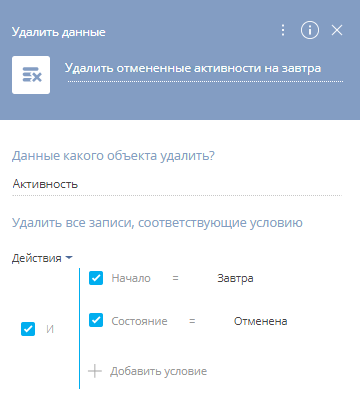 Удалить данные
Удалить отмененные активности на завтра
Данные какого объекта удалить?
Активность
Удалить все записи, соответствующие условию
Действия
Начало = Завтра
И
Состояние = Отменена
Добавить условие